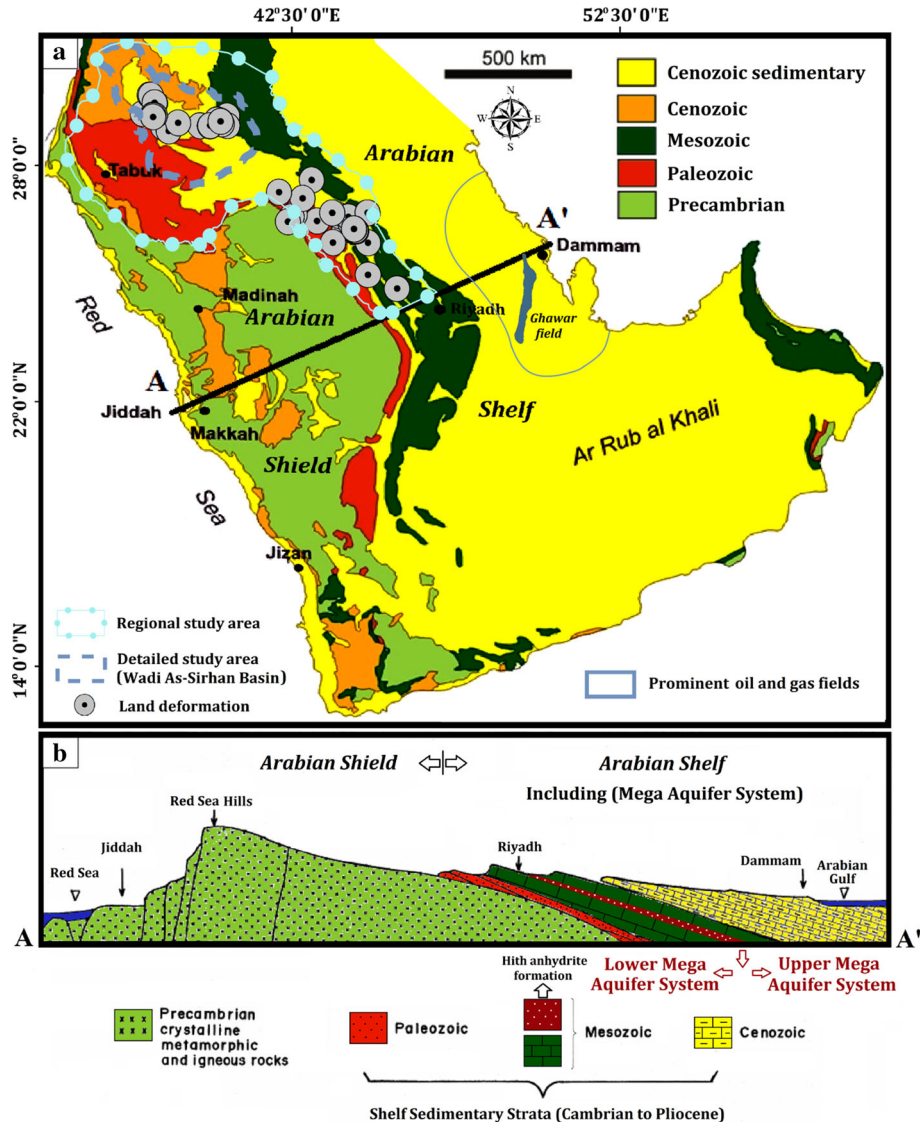 42°30' 0"E
52°30' 0"E
a
500 km
N
W
E
S
Cenozoic sedimentary
Cenozoic
Mesozoic
Paleozoic
Precambrian
28°0'0"
22°0'0"N
14°0'0"N
Arabian
Tabuk
A'
Dammam
Madinah
Arabian
Riyadh
Ghawar
field
Red
A
Jiddah
Makkah
Shelf
Ar Rub al Khali
Shield
Sea
Jizan
Regional study area
Detailed study area
(Wadi As-Sirhan Basin)
Land deformation
Prominent oil and gas fields
b
Arabian Shield
Arabian Shelf
Including (Mega Aquifer System)
Red Sea Hills
Jiddah
Red Sea
Riyadh
Dammam
Arabian
Gulf
A
A'
Hith anhydrite
formation
Lower Mega
Aquifer System
Upper Mega
Aquifer System
Precambrian
crystalline
metamorphic
and igneous rocks
Paleozoic
Mesozoic
Cenozoic
Shelf Sedimentary Strata (Cambrian to Pliocene)